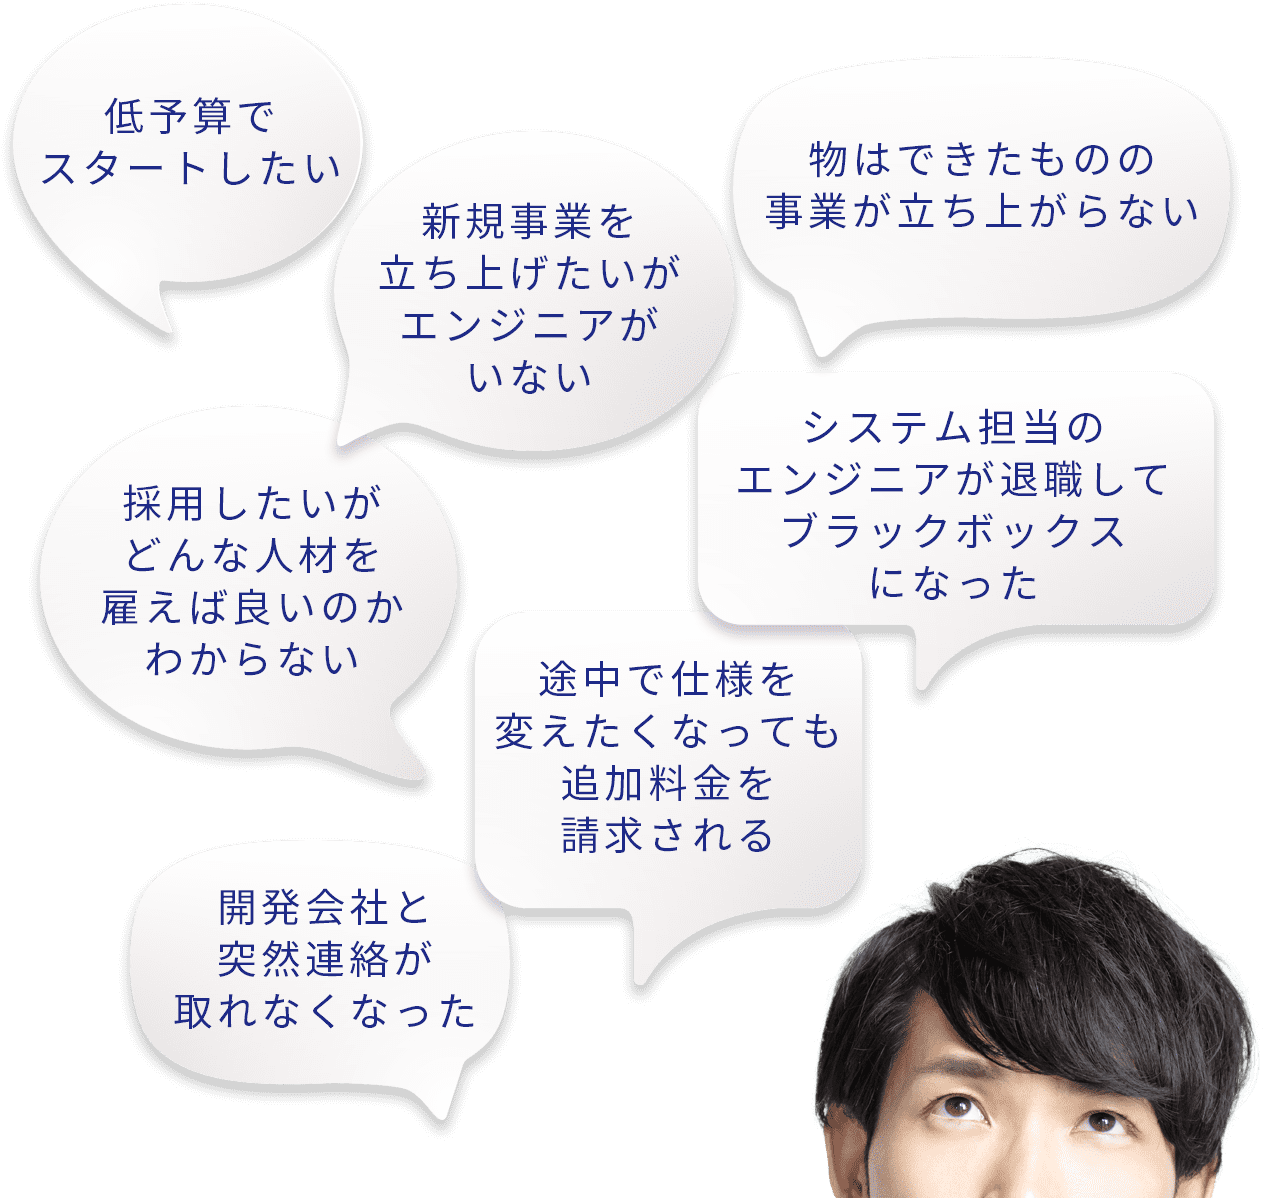 低予算で
スタートしたい
新規事業を
立ち上げたいが
エンジニアが
いない
物はできたものの
事業が立ち上がらない
システム担当の
エンジニアが退職して
ブラックボックス
になった
採用したいが
どんな人材を
雇えば良いのか
わからない
途中で仕様を
変えたくなっても
追加料金を
請求される
開発会社と
突然連絡が
取れなくなった